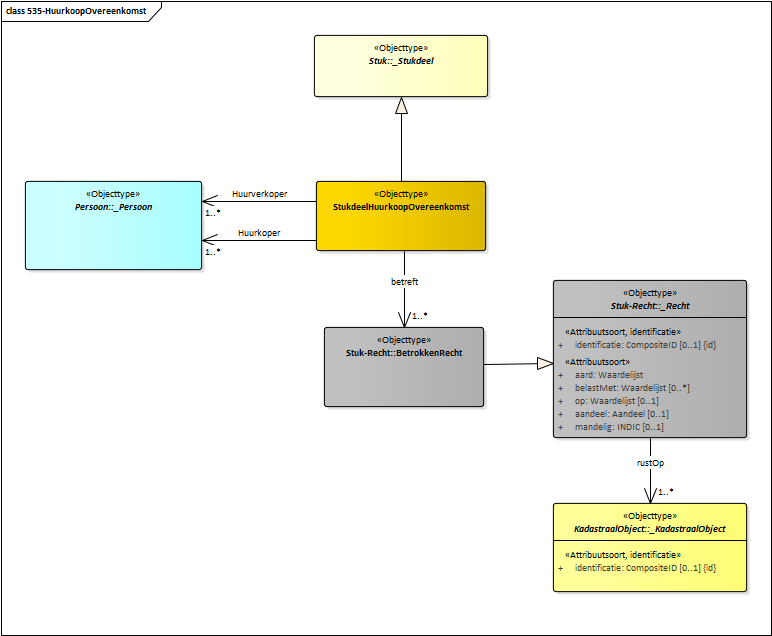 class 535-HuurkoopOvereenkomst
«Objecttype»
Stuk::_Stukdeel
«Objecttype»
Persoon::_Persoon
Huurverkoper
1..*
Huurkoper
1..*
«Objecttype»
StukdeelHuurkoopOvereenkomst
betreft
1..*
«Objecttype»
Stuk-Recht::BetrokkenRecht
«Objecttype»
Stuk-Recht::_Recht
«Attribuutsoort, identificatie»
+ identificatie: CompositeID [0..1] {id}
«Attribuutsoort»
+ aard: Waardelijst
+ belastMet: Waardelijst [0..*]
+ op: Waardelijst [0..1]
+ aandeel: Aandeel [0..1]
+ mandelig: INDIC [0..1]
rustOp
1..*
«Objecttype»
KadastraalObject::_KadastraalObject
«Attribuutsoort, identificatie»
+ identificatie: CompositeID [0..1] {id}